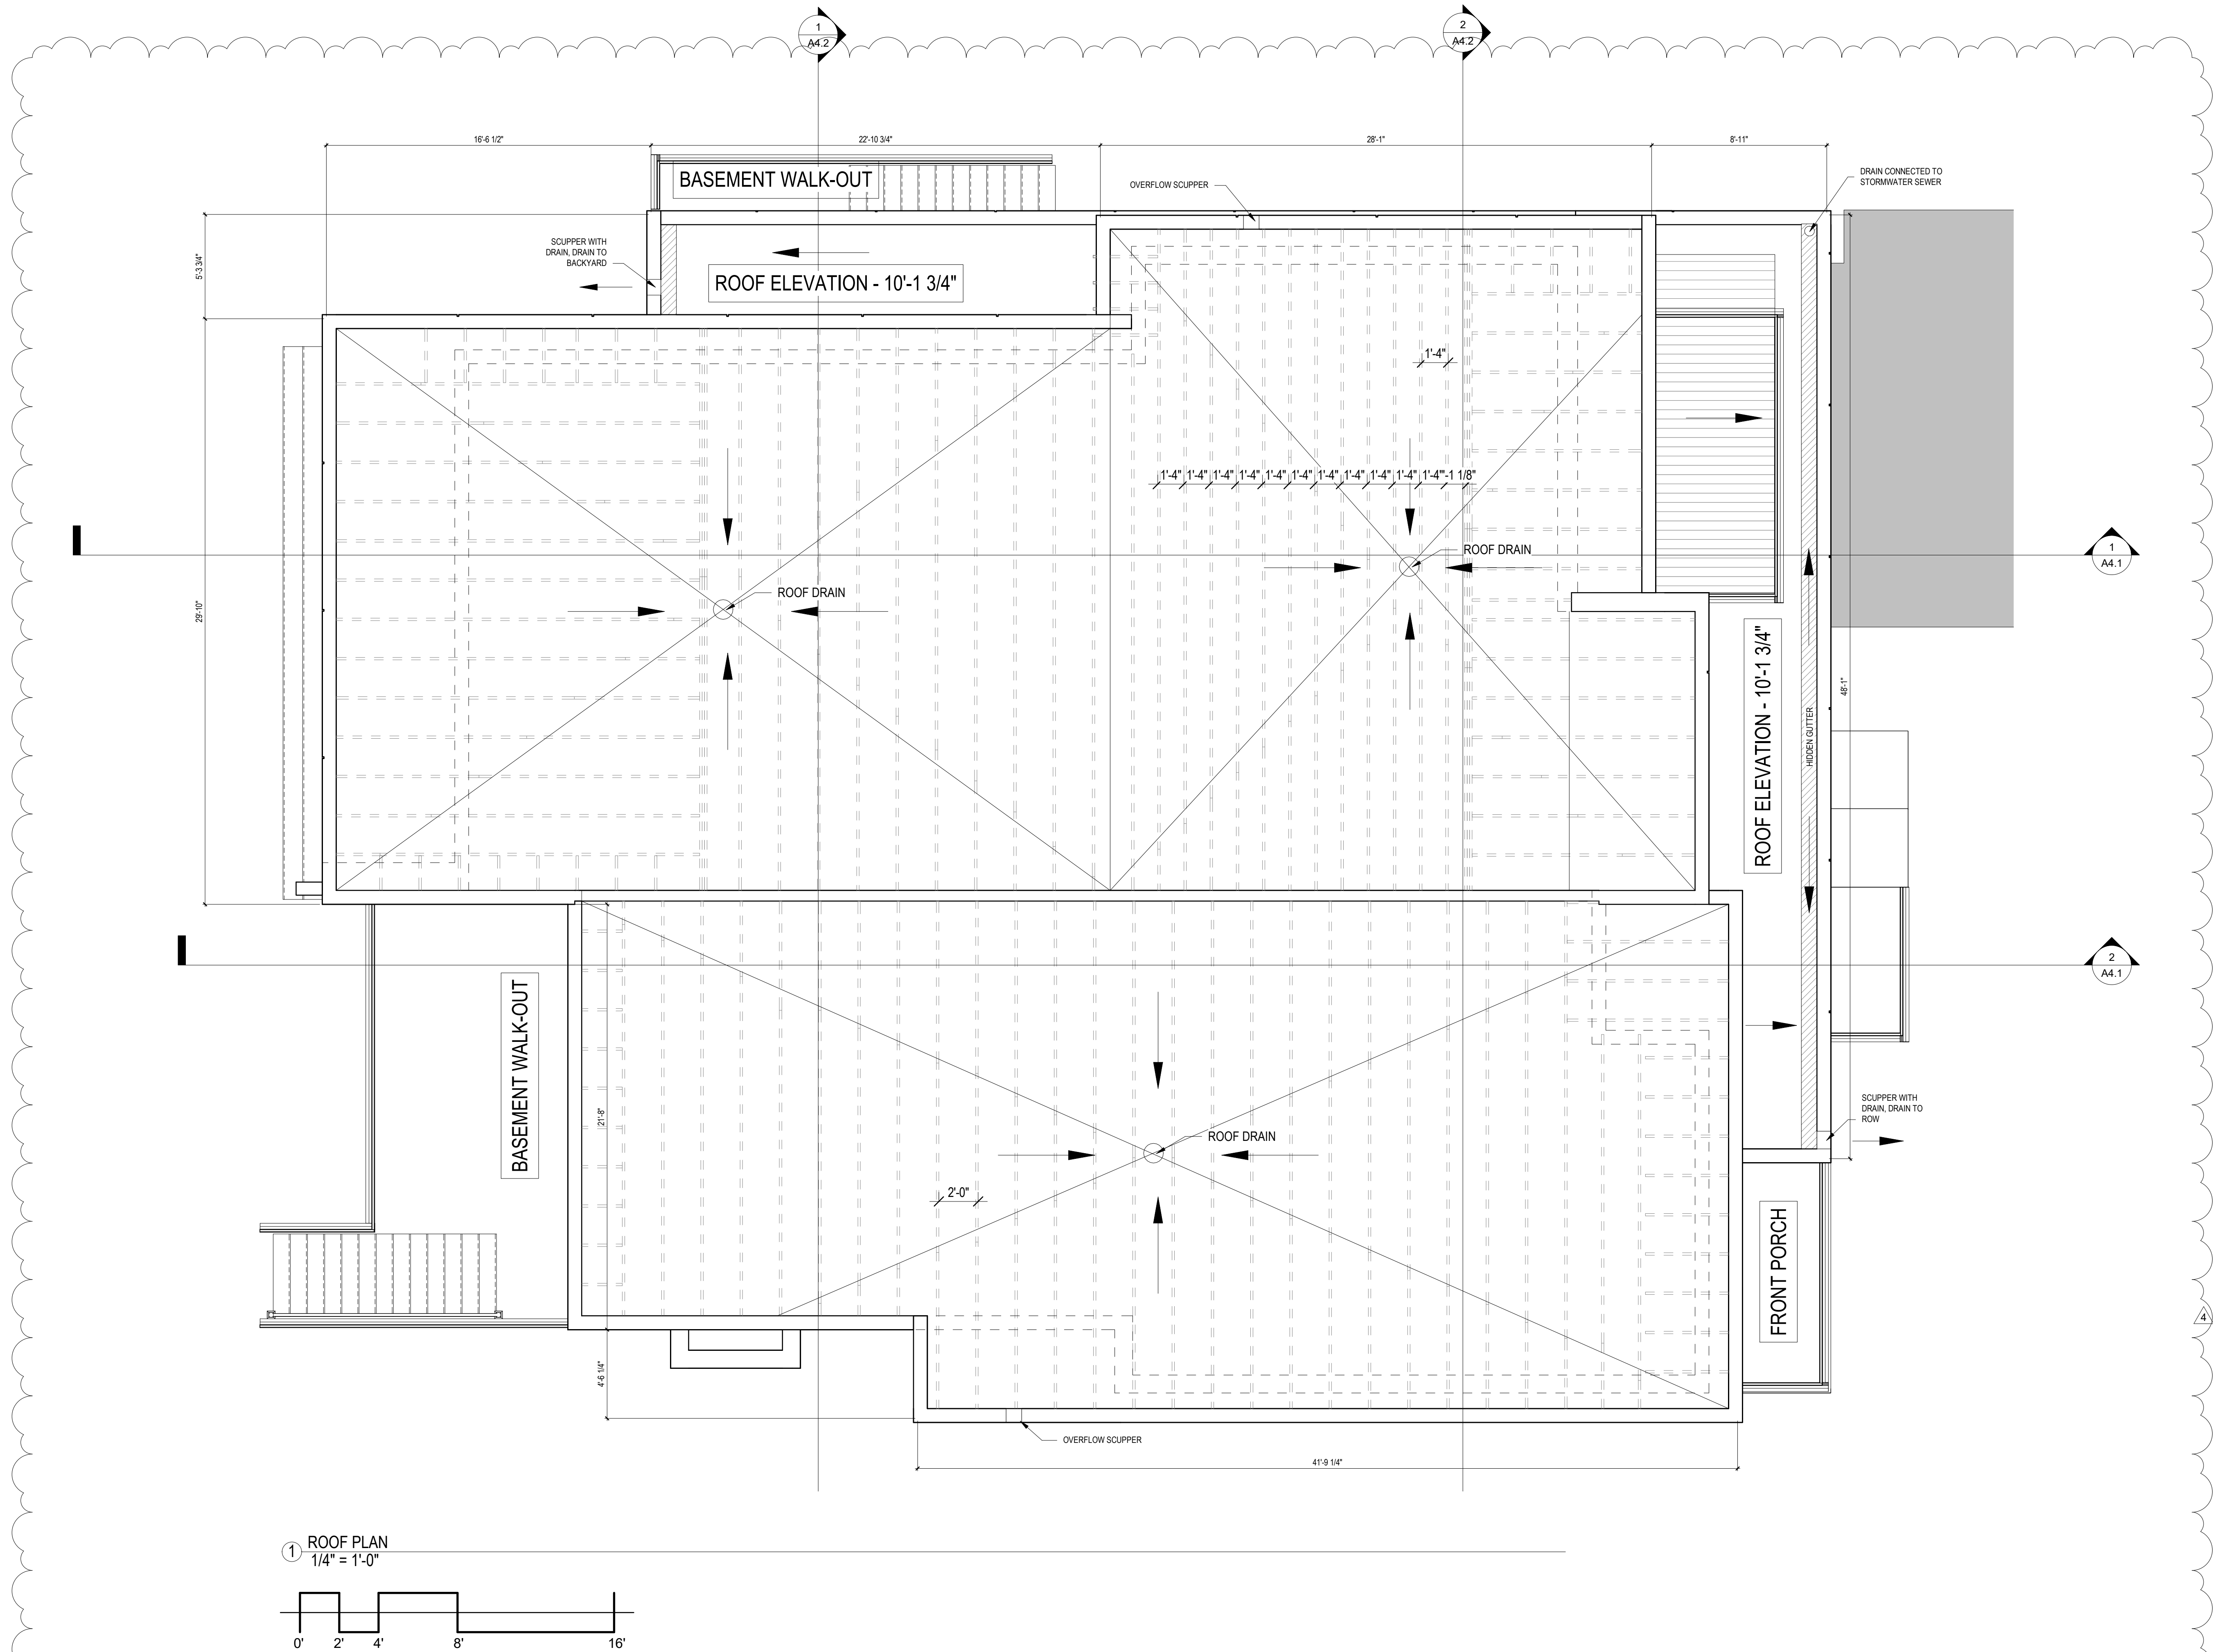 1
A4.2
2
A4.2
16'-6 1/2"
22'-10 3/4"
28'-1"
8'-11"
BASEMENT WALK-OUT
OVERFLOW SCUPPER
DRAIN CONNECTED TO
STORMWATER SEWER
SCUPPER WITH
DRAIN, DRAIN TO
BACKYARD
5'-3 3/4"
ROOF ELEVATION - 10'-1 3/4"
1'-4"
1'-4" 1'-4" 1'-4" 1'-4" 1'-4" 1'-4" 1'-4" 1'-4" 1'-4" 1'-4" 1'-4"'-1 1/8"
ROOF DRAIN
1
A4.1
ROOF DRAIN
29'-10"
ROOF ELEVATION - 10'-1 3/4"
HIDDEN GUTTER
48'-1"
2
A4.1
BASEMENT WALK-OUT
21'-8"
ROOF DRAIN
SCUPPER WITH
DRAIN, DRAIN TO
ROW
2'-0"
FRONT PORCH
4
4'-6 1/4"
OVERFLOW SCUPPER
41'-9 1/4"
1 ROOF PLAN
1/4" = 1'-0"
0' 2' 4' 8' 16'